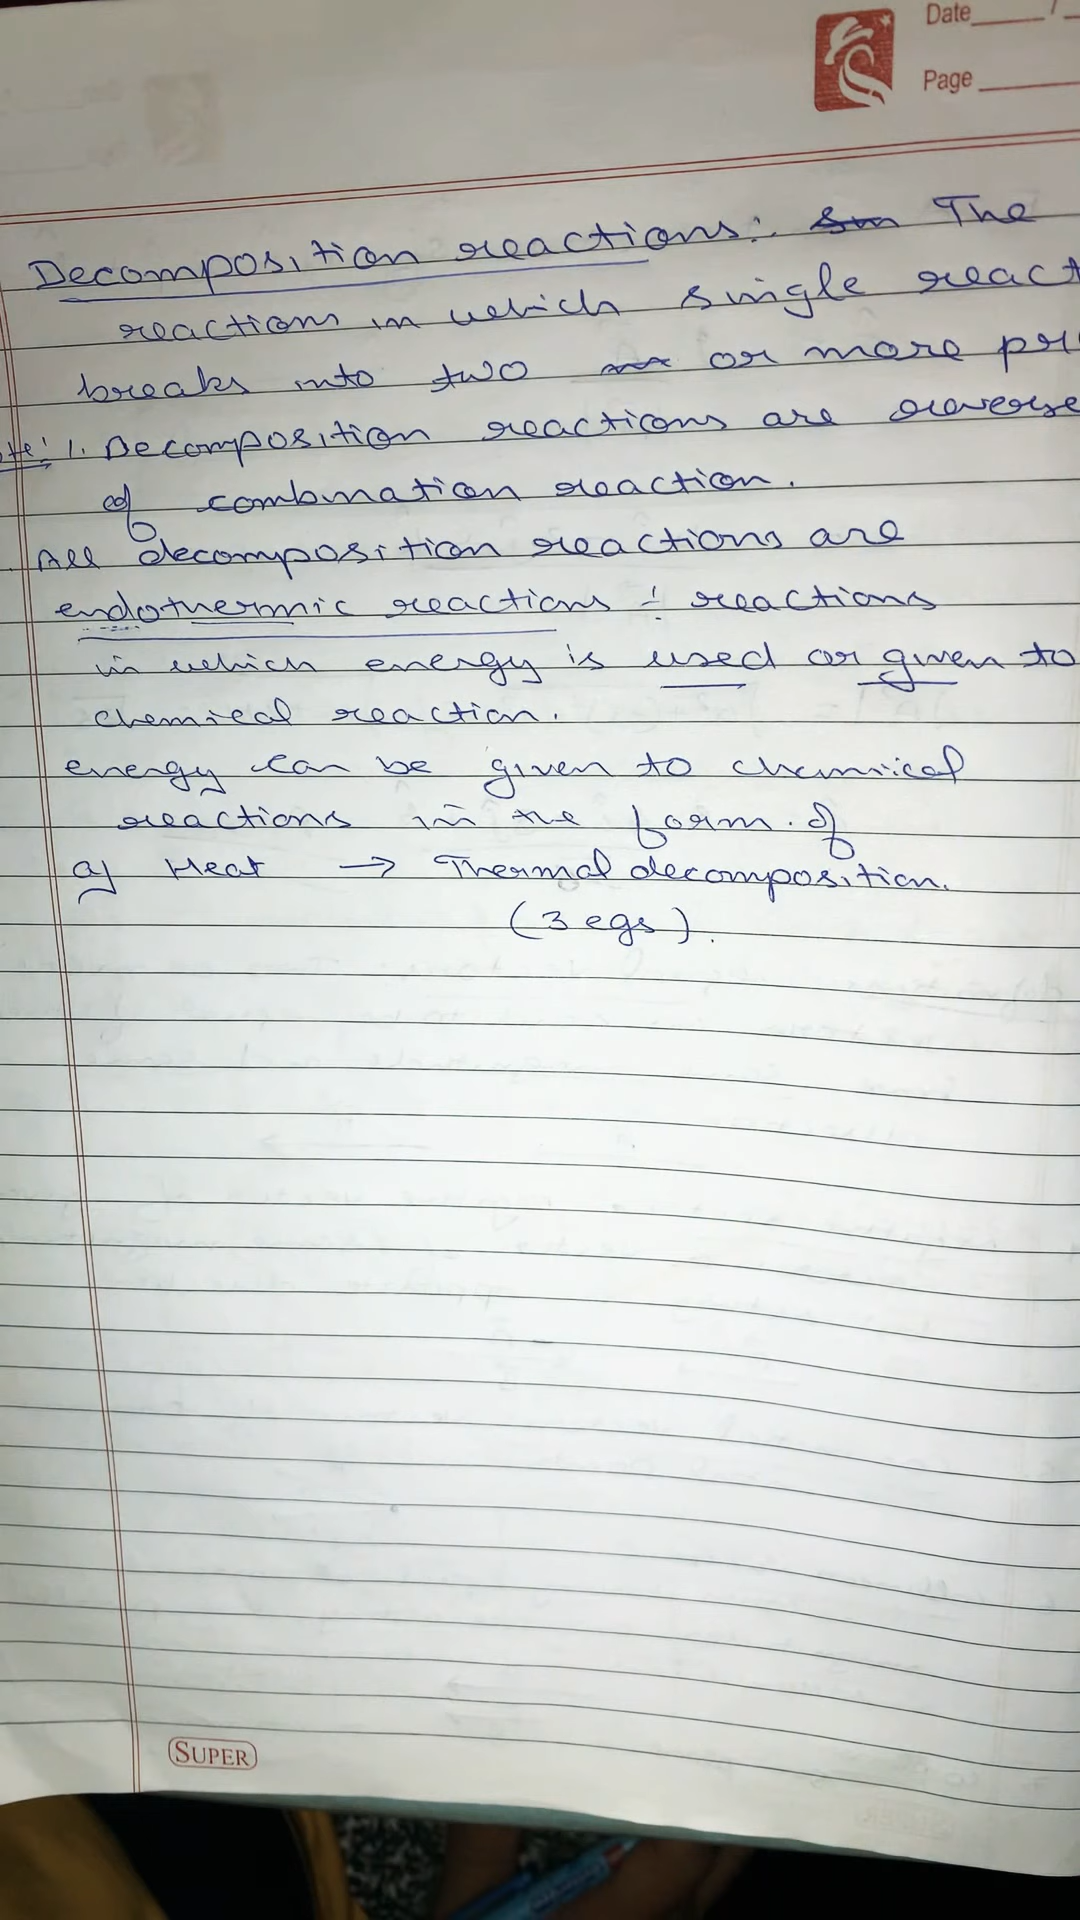 Date ___ /
Page ___
Decomposition reactions:. The
reactions in which single react
breaks into two or more pr
te: 1. Decomposition reactions are reverse
of combination reaction.
. All decomposition reactions are
endothermic reactions : reactions
in which energy is used or given to
chemical reaction.
energy can be given to chemical
reactions in the form. of
a) Heat → Thermal decomposition.
(3 egs).
SUPER